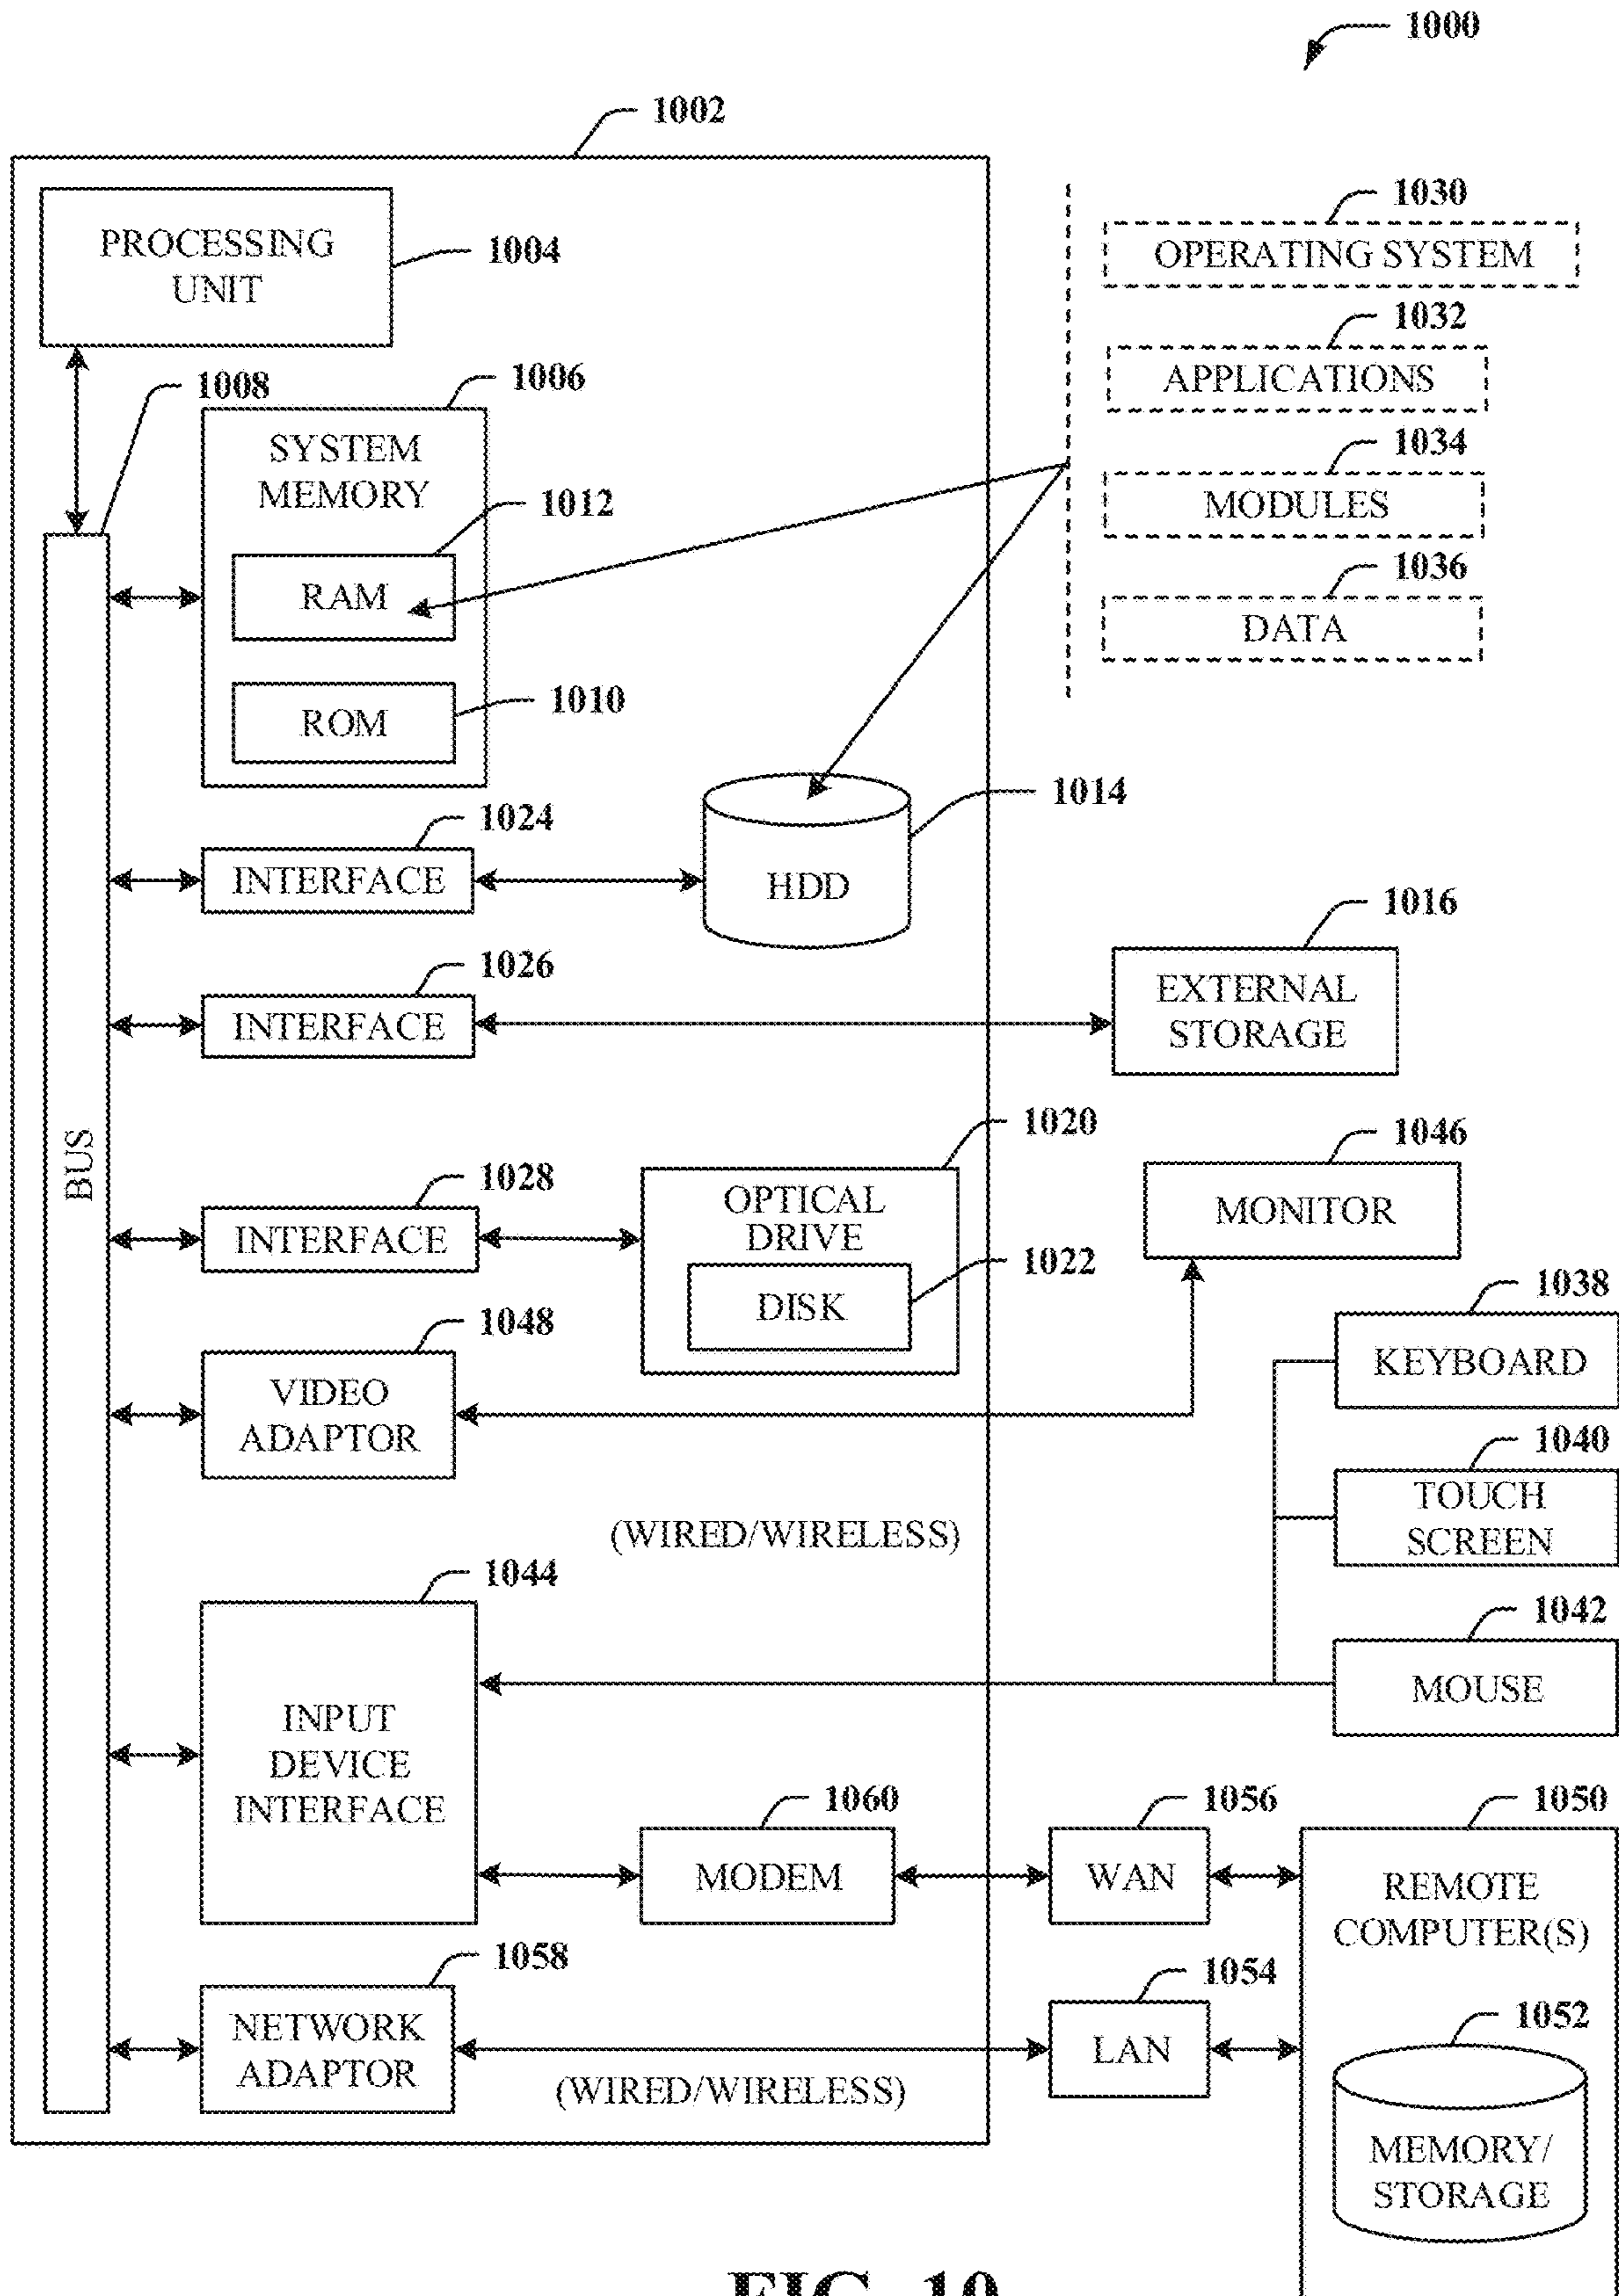 1000
1002
PROCESSING
UNIT
1004
1030
OPERATING SYSTEM
1032
APPLICATIONS
1034
MODULES
1036
DATA
1008
1006
SYSTEM
MEMORY
1012
RAM
1010
ROM
BUS
1024
INTERFACE
1014
HDD
1026
INTERFACE
1016
EXTERNAL
STORAGE
1028
INTERFACE
1020
OPTICAL
DRIVE
1022
DISK
1046
MONITOR
1048
VIDEO
ADAPTOR
1038
KEYBOARD
1040
TOUCH
SCREEN
(WIRED/WIRELESS)
1042
MOUSE
1044
INPUT
DEVICE
INTERFACE
1060
MODEM
1056
WAN
1050
REMOTE
COMPUTER(S)
1058
NETWORK
ADAPTOR
(WIRED/WIRELESS)
1054
LAN
1052
MEMORY/
STORAGE
FIG. 10